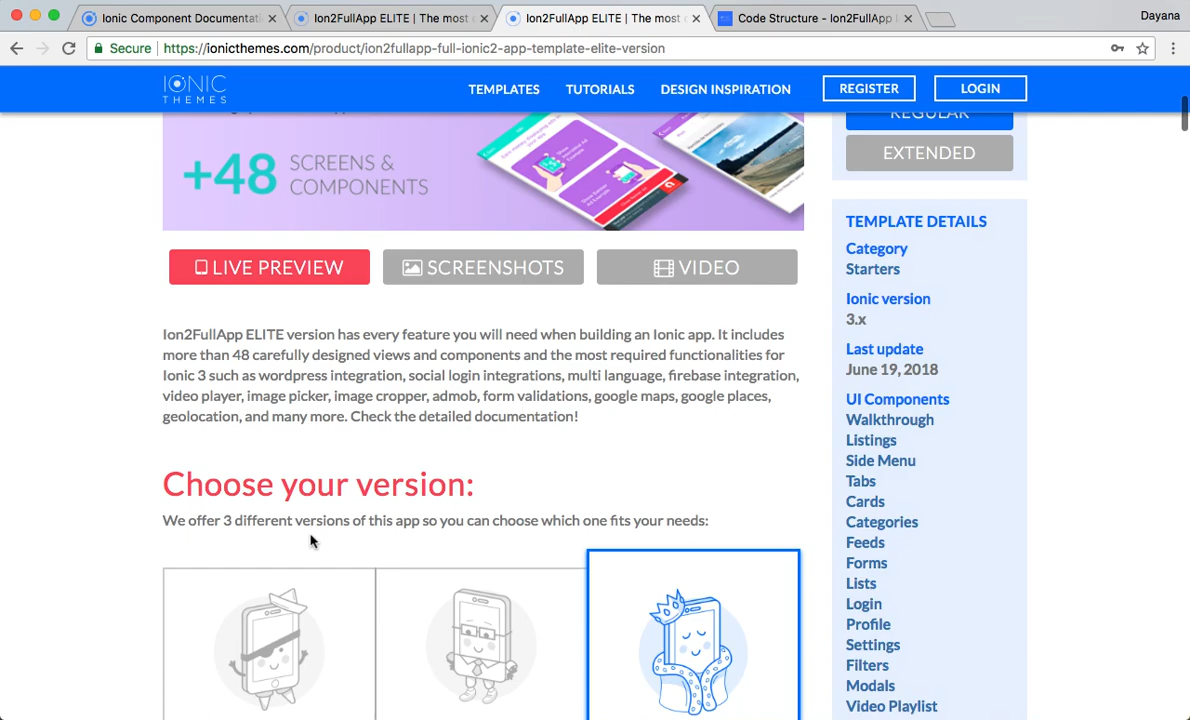 Ionic Component Documentati
Ion2FullApp ELITE | The most c
Ion2FullApp ELITE | The most c
Code Structure - Ion2FullApp
Dayana
Secure
https://ionicthemes.com/product/ion2fullapp-full-ionic2-app-template-elite-version
IONIC
THEMES
TEMPLATES
TUTORIALS
DESIGN INSPIRATION
REGISTER
LOGIN
REGULAR
EXTENDED
+48 SCREENS &
COMPONENTS
LIVE PREVIEW
SCREENSHOTS
VIDEO
Ion2FullApp ELITE version has every feature you will need when building an Ionic app. It includes
more than 48 carefully designed views and components and the most required functionalities for
Ionic 3 such as wordpress integration, social login integrations, multi language, firebase integration,
video player, image picker, image cropper, admob, form validations, google maps, google places,
geolocation, and many more. Check the detailed documentation!
Choose your version:
We offer 3 different versions of this app so you can choose which one fits your needs:
TEMPLATE DETAILS
Category
Starters
Ionic version
3.x
Last update
June 19, 2018
UI Components
Walkthrough
Listings
Side Menu
Tabs
Cards
Categories
Feeds
Forms
Lists
Login
Profile
Settings
Filters
Modals
Video Playlist